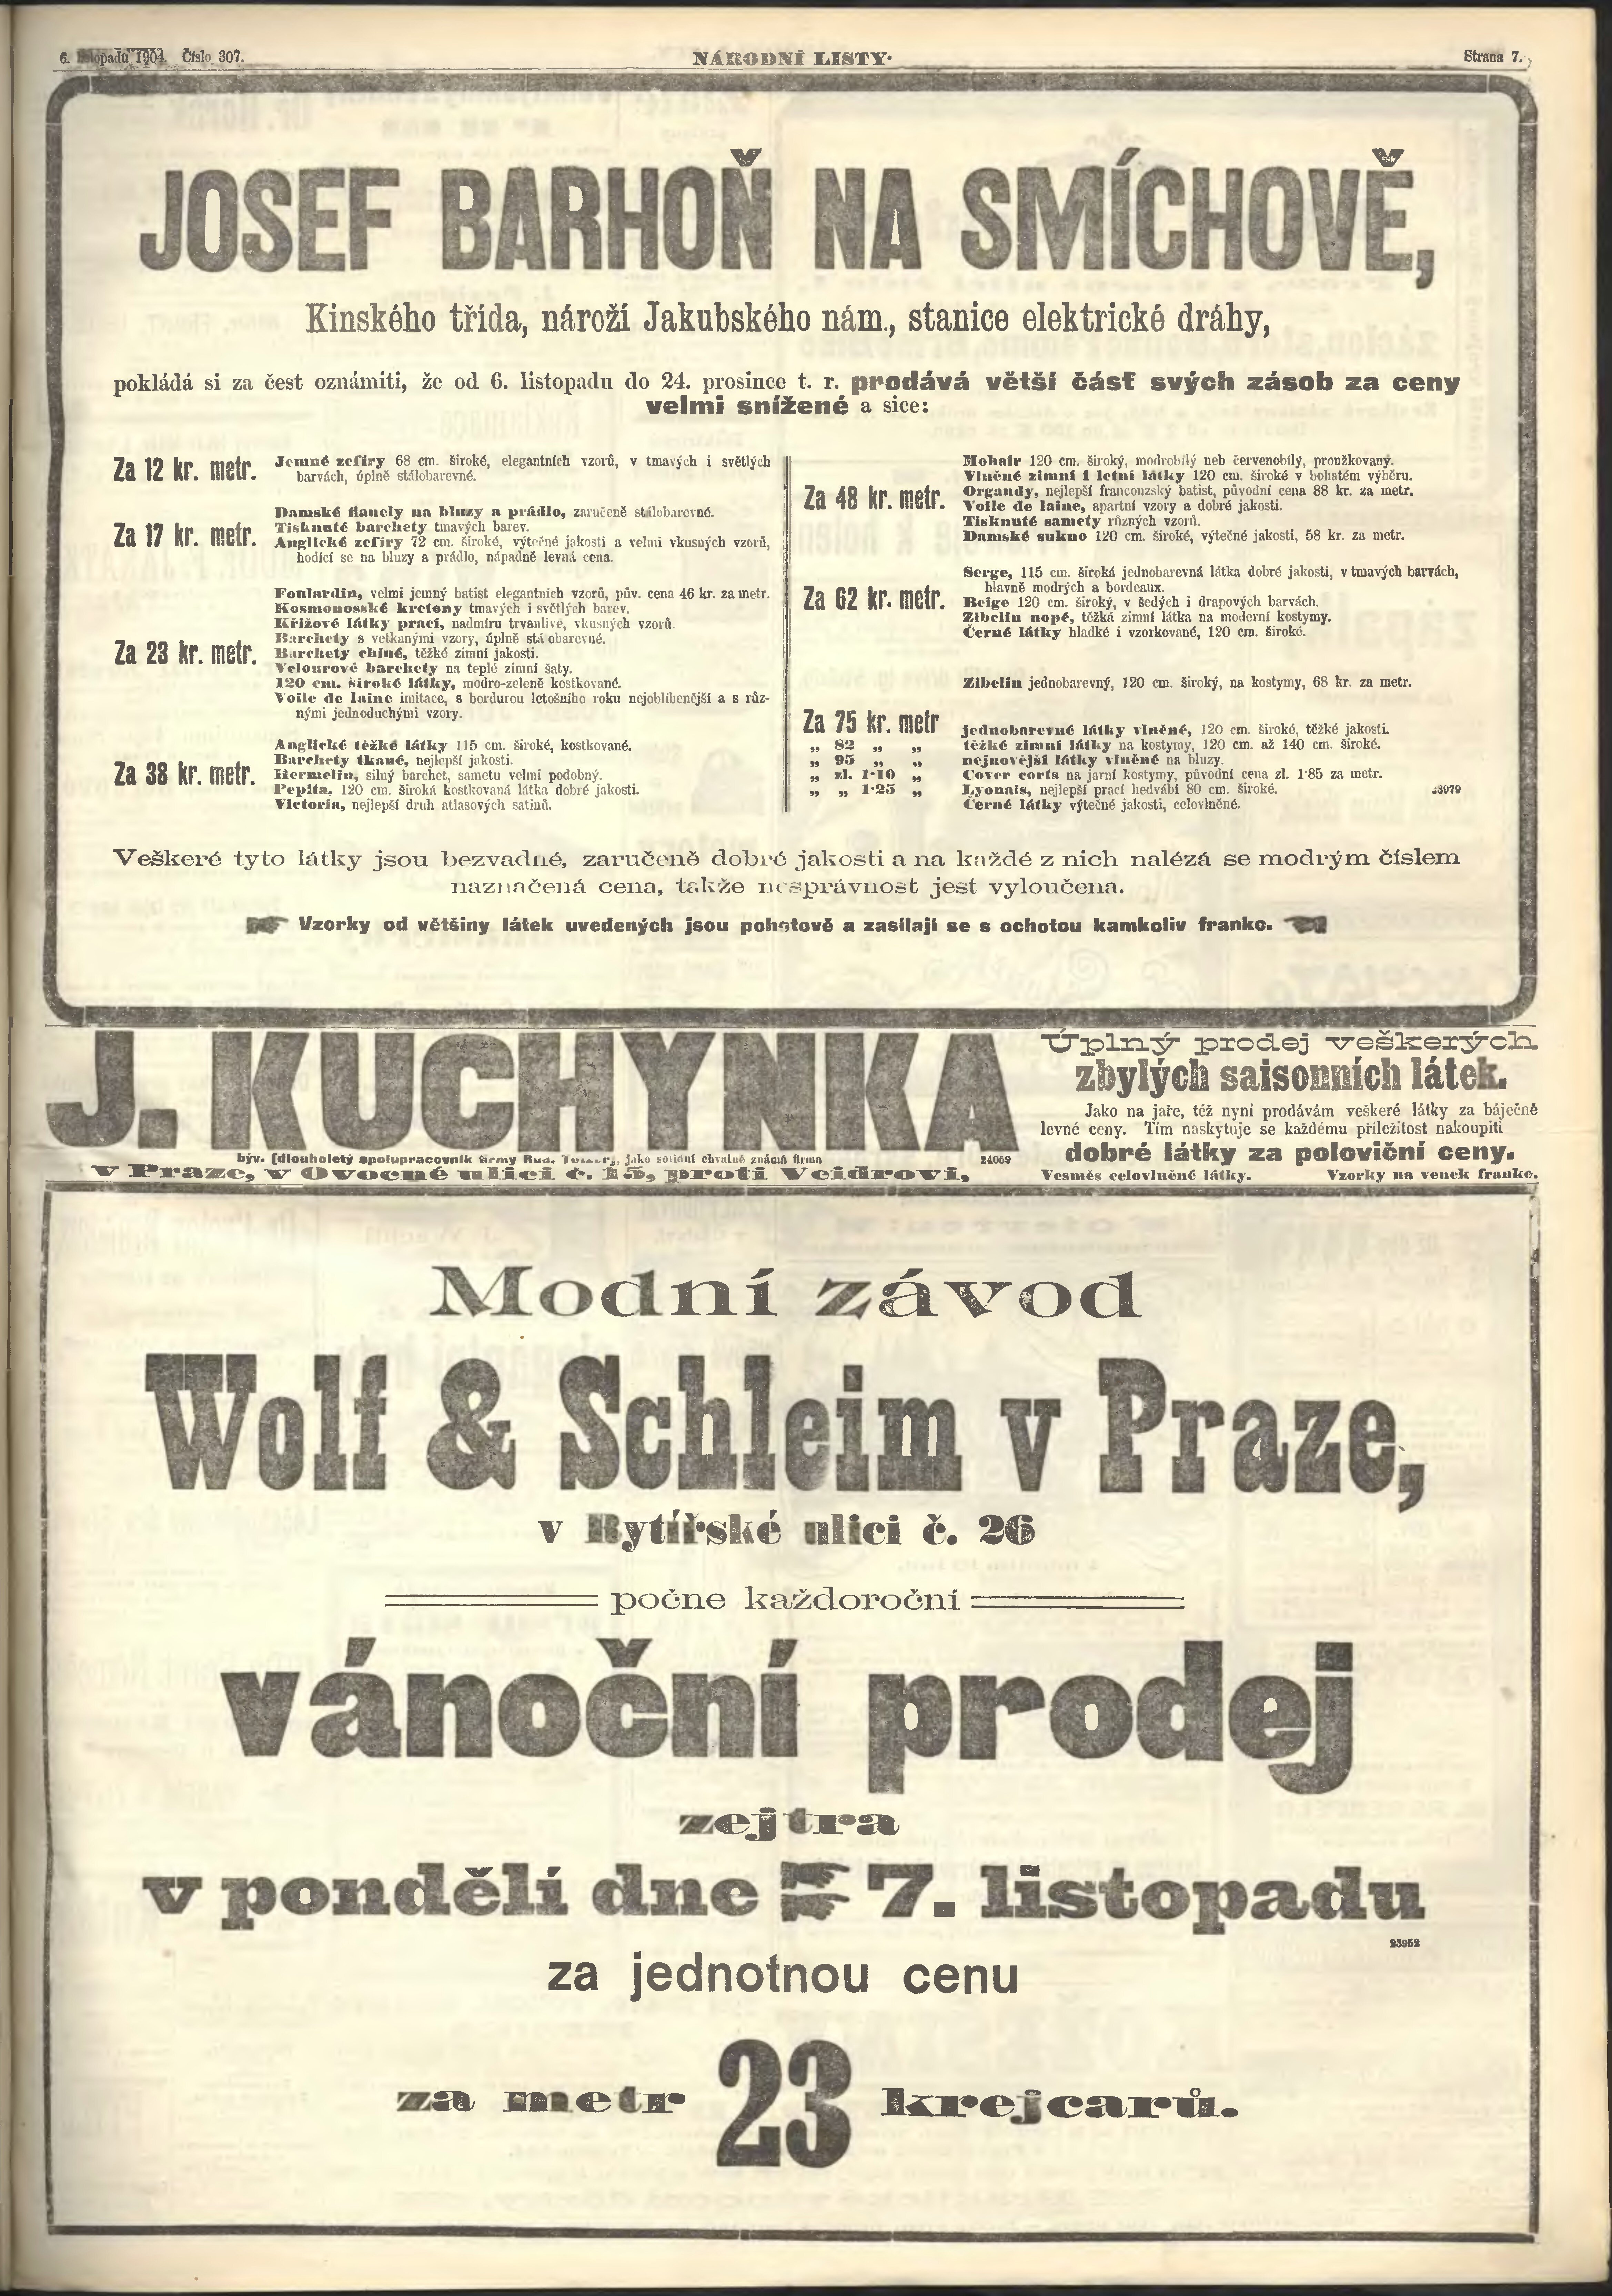 6. listopadu 1904. Číslo 307.
NÁRODNÍ LISTY·
Strana 7.
JOSEF BARHOŇ NA SMÍCHOVĚ,
Kinského třída, nároží Jakubského nám., stanice elektrické dráhy,
pokládá si za čest oznámiti, že od 6. listopadu do 24. prosince t. r. prodává větší část svých zásob za ceny
velmi snížené a sice:
Za 12 kr. metr.
Jemné zefíry 68 cm. široké, elegantních vzorů, v tmavých i světlých
barvách, úplně stálobarevné.
Za 17 kr. metr.
Damské flanely na bluzy a prádlo, zaručeně stálobarevné.
Tisknuté barchety tmavých barev.
Anglické zefíry 72 cm. široké, výtečné jakosti a velmi vkusných vzorů,
hodící se na bluzy a prádlo, nápadně levná cena.
Za 23 kr. metr.
Foulardin, velmi jemný batist elegantních vzorů, pův. cena 46 kr. za metr.
Kosmonosské kretony tmavých i světlých barev.
Křížové látky prací, nadmíru trvanlivé, vkusných vzorů.
Barchety s vetkanými vzory, úplně stálobarevné.
Barchety chiné, těžké zimní jakosti.
Velourové barchety na teplé zimní šaty.
120 cm. široké látky, modro-zeleně kostkované.
Voile de laine imitace, s bordurou letošního roku nejoblíbenější a s růz-
nými jednoduchými vzory.
Za 38 kr. metr.
Anglické těžké látky 115 cm. široké, kostkované.
Barchety tkané, nejlepší jakosti.
Hermelin, silný barchet, sametu velmi podobný.
Pepita, 120 cm. široká kostkovaná látka dobré jakosti.
Victoria, nejlepší druh atlasových satinů.
Za 48 kr. metr.
Mohair 120 cm. široký, modrobílý neb červenobílý, proužkovaný.
Vlněné zimní i letní látky 120 cm. široké v bohatém výběru.
Organdy, nejlepší francouzský batist, původní cena 88 kr. za metr.
Voile de laine, apartní vzory a dobré jakosti.
Tisknuté samety různých vzorů.
Damské sukno 120 cm. široké, výtečné jakosti, 58 kr. za metr.
Za 62 kr. metr.
Serge, 115 cm. široká jednobarevná látka dobré jakosti, v tmavých barvách,
hlavně modrých a bordeaux.
Beige 120 cm. široký, v šedých i drapových barvách.
Zibelin nopé, těžká zimní látka na moderní kostymy.
Černé látky hladké i vzorkované, 120 cm. široké.
Zibelin jednobarevný, 120 cm. široký, na kostymy, 68 kr. za metr.
Za 75 kr. metr jednobarevné látky vlněné, 120 cm. široké, těžké jakosti.
„ 82 „ „ těžké zimní látky na kostymy, 120 cm. až 140 cm. široké.
„ 95 „ „ nejnovější látky vlněné na bluzy.
„ zl. 1·10 „ Cover corts na jarní kostymy, původní cena zl. 1·85 za metr.
„ „ 1·25 „ Lyonais, nejlepší prací hedvábí 80 cm. široké. 23979
Černé látky výtečné jakosti, celovlněné.
Veškeré tyto látky jsou bezvadné, zaručeně dobré jakosti a na každé z nich nalézá se modrým číslem
naznačená cena, takže nesprávnost jest vyloučena.
Vzorky od většiny látek uvedených jsou pohotově a zasílají se s ochotou kamkoliv franko.
J. KUCHYNKA
býv. [dlouholetý spolupracovník firmy Rud. jako solidní chvalně známá firma 24059
v Praze, v Ovocné ulici č. 15, proti Veidrovi,
Úplný prodej veškerých
zbylých saisonních látek.
Jako na jaře, též nyní prodávám veškeré látky za báječně
levné ceny. Tím naskytuje se každému příležitost nakoupiti
dobré látky za poloviční ceny.
Vesměs celovlněné látky. Vzorky na venek franko.
Modní závod
Wolf & Schleim v Praze,
v Rytířské ulici č. 26
počne každoroční
vánoční prodej
zejtra
v pondělí dne 7. listopadu
23952
za jednotnou cenu
za metr 23 krejcarů.